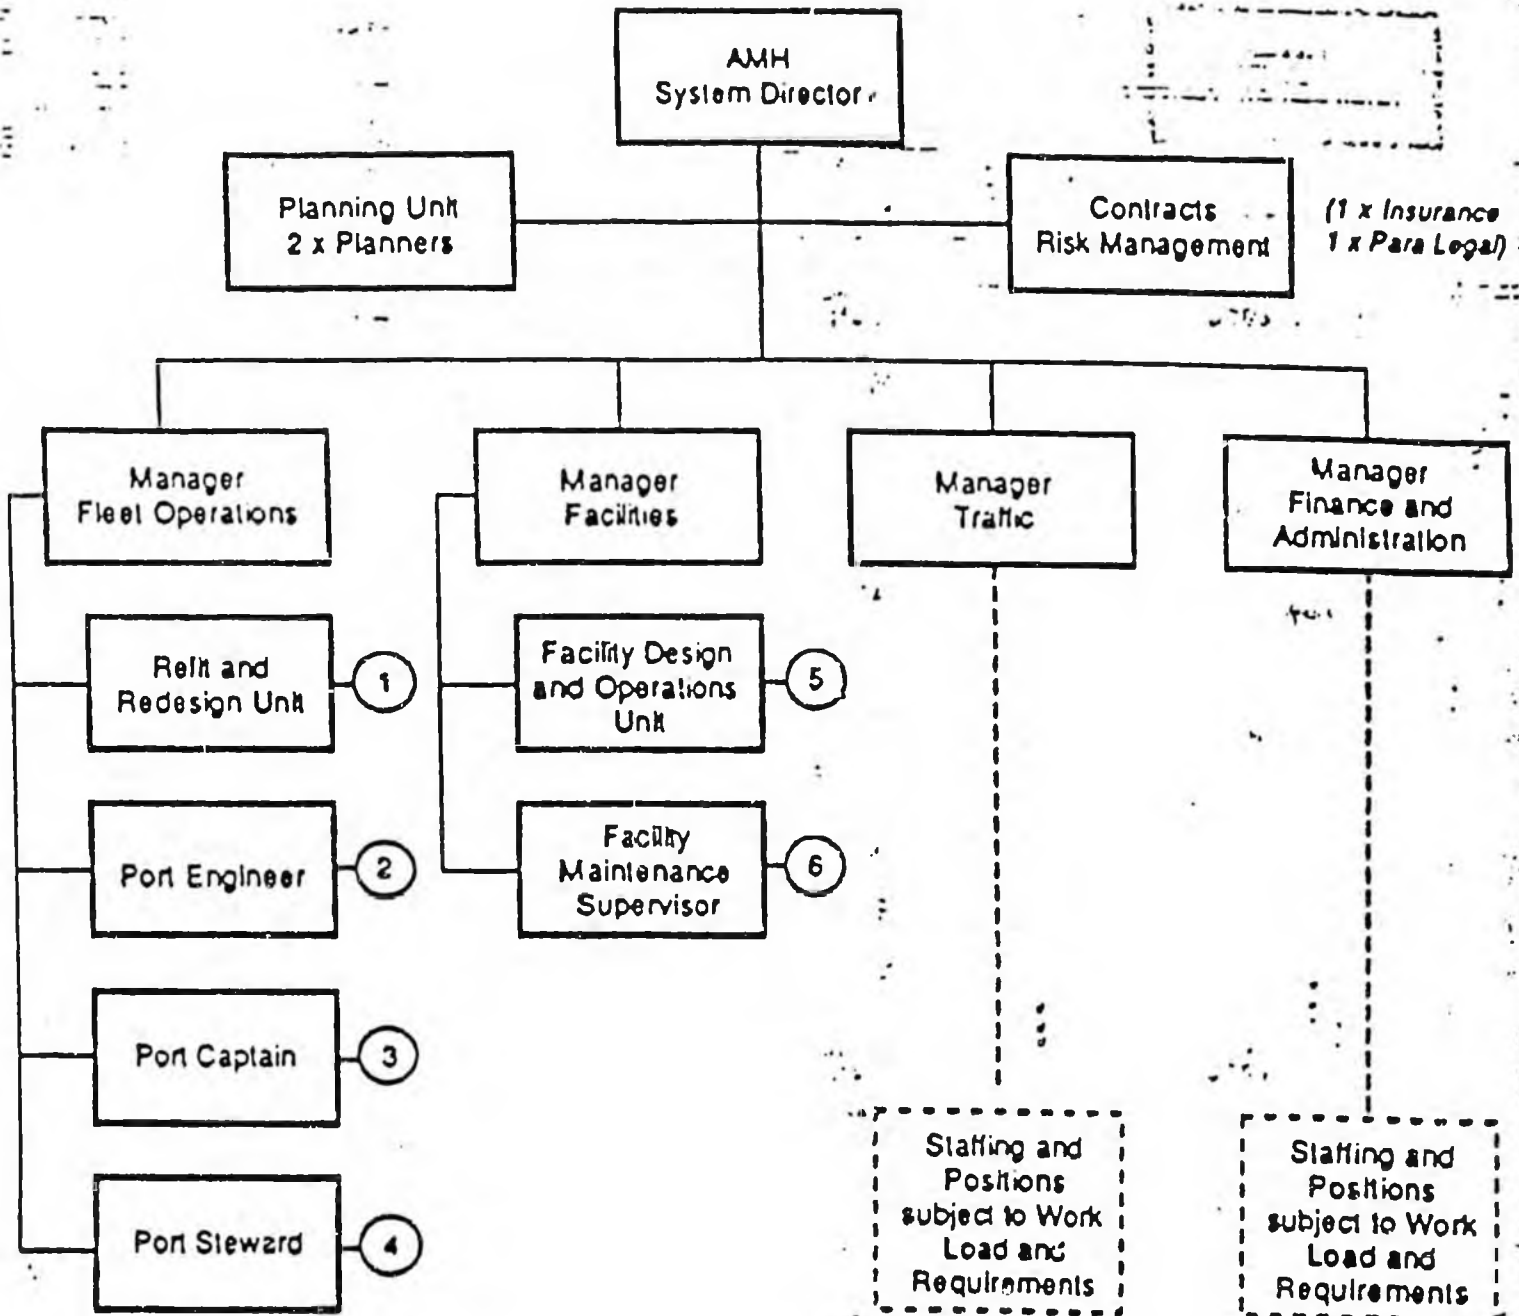 AMH
System Director
Planning Unit
2 x Planners
Contracts
Risk Management
(1 x Insurance
1 x Para Legal)
Manager
Fleet Operations
Manager
Facilities
Manager
Traffic
Manager
Finance and
Administration
Refit and
Redesign Unit
1
Facility Design
and Operations
Unit
5
Port Engineer
2
Facility
Maintenance
Supervisor
6
Port Captain
3
Port Steward
4
Staffing and
Positions
subject to Work
Load and
Requirements
Staffing and
Positions
subject to Work
Load and
Requirements